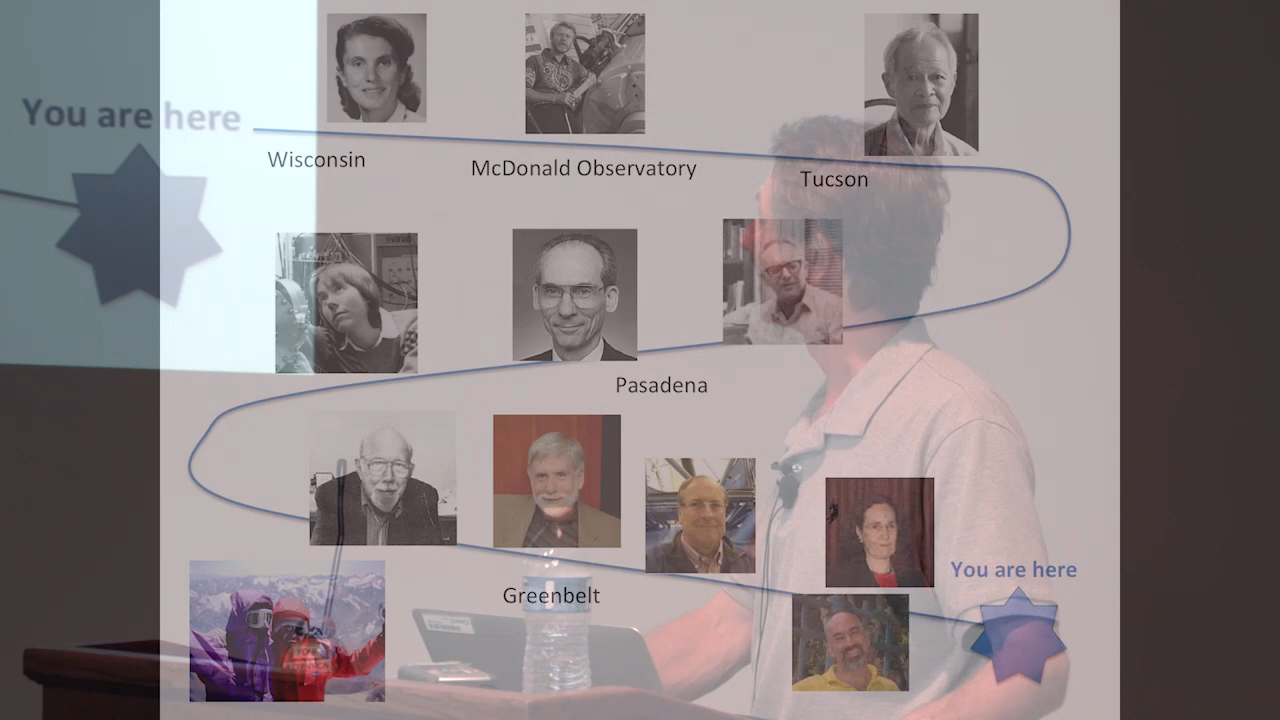 You are here
Wisconsin
McDonald Observatory
Tucson
Pasadena
You are here
Greenbelt